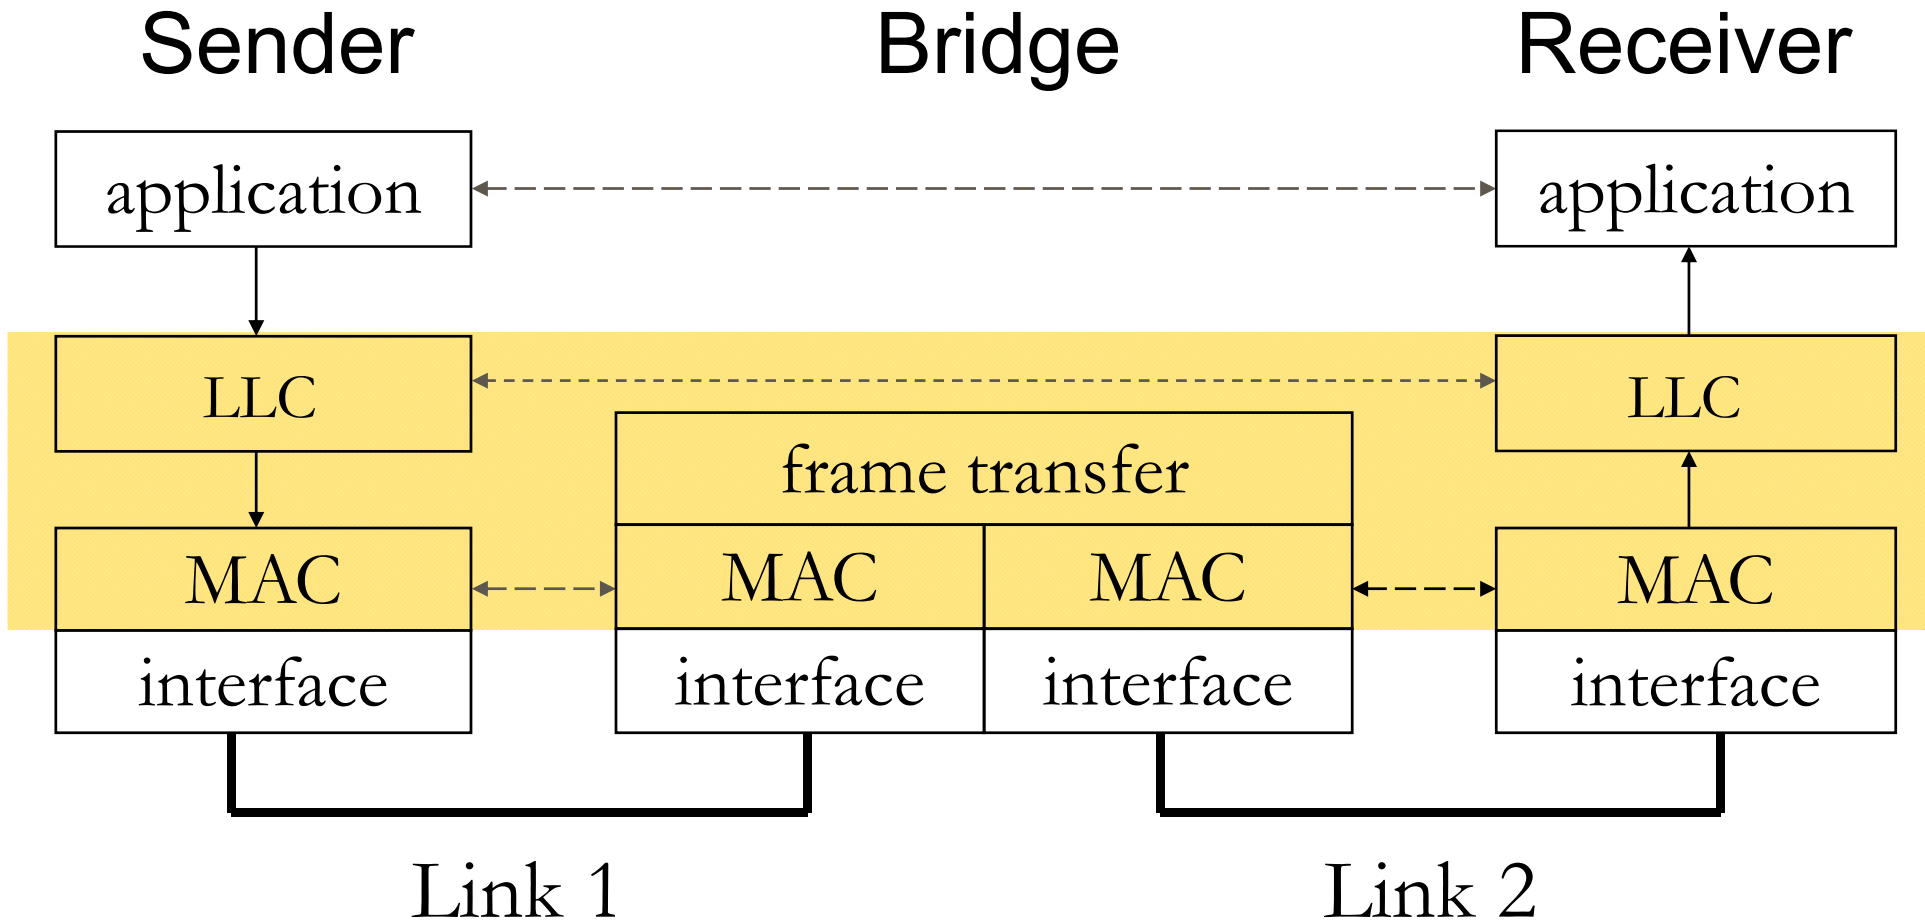 Sender Bridge Receiver
application application
LLC LLC
frame transfer
MAC MAC MAC MAC
interface interface interface interface
Link 1 Link 2